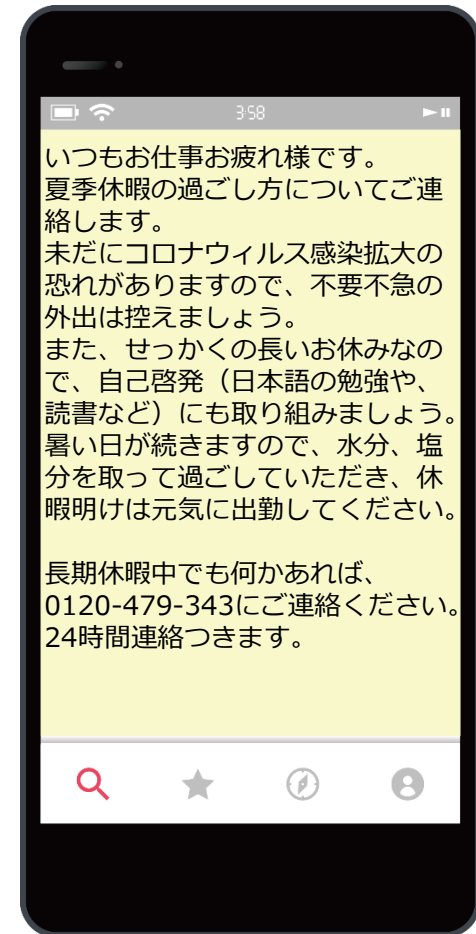 3:58
いつもお仕事お疲れ様です。
夏季休暇の過ごし方についてご連
絡します。
未だにコロナウィルス感染拡大の
恐れがありますので、不要不急の
外出は控えましょう。
また、せっかくの長いお休みなの
で、自己啓発（日本語の勉強や、
読書など）にも取り組みましょう。
暑い日が続きますので、水分、塩
分を取って過ごしていただき、休
暇明けは元気に出勤してください。
長期休暇中でも何かあれば、
0120-479-343にご連絡ください。
24時間連絡つきます。